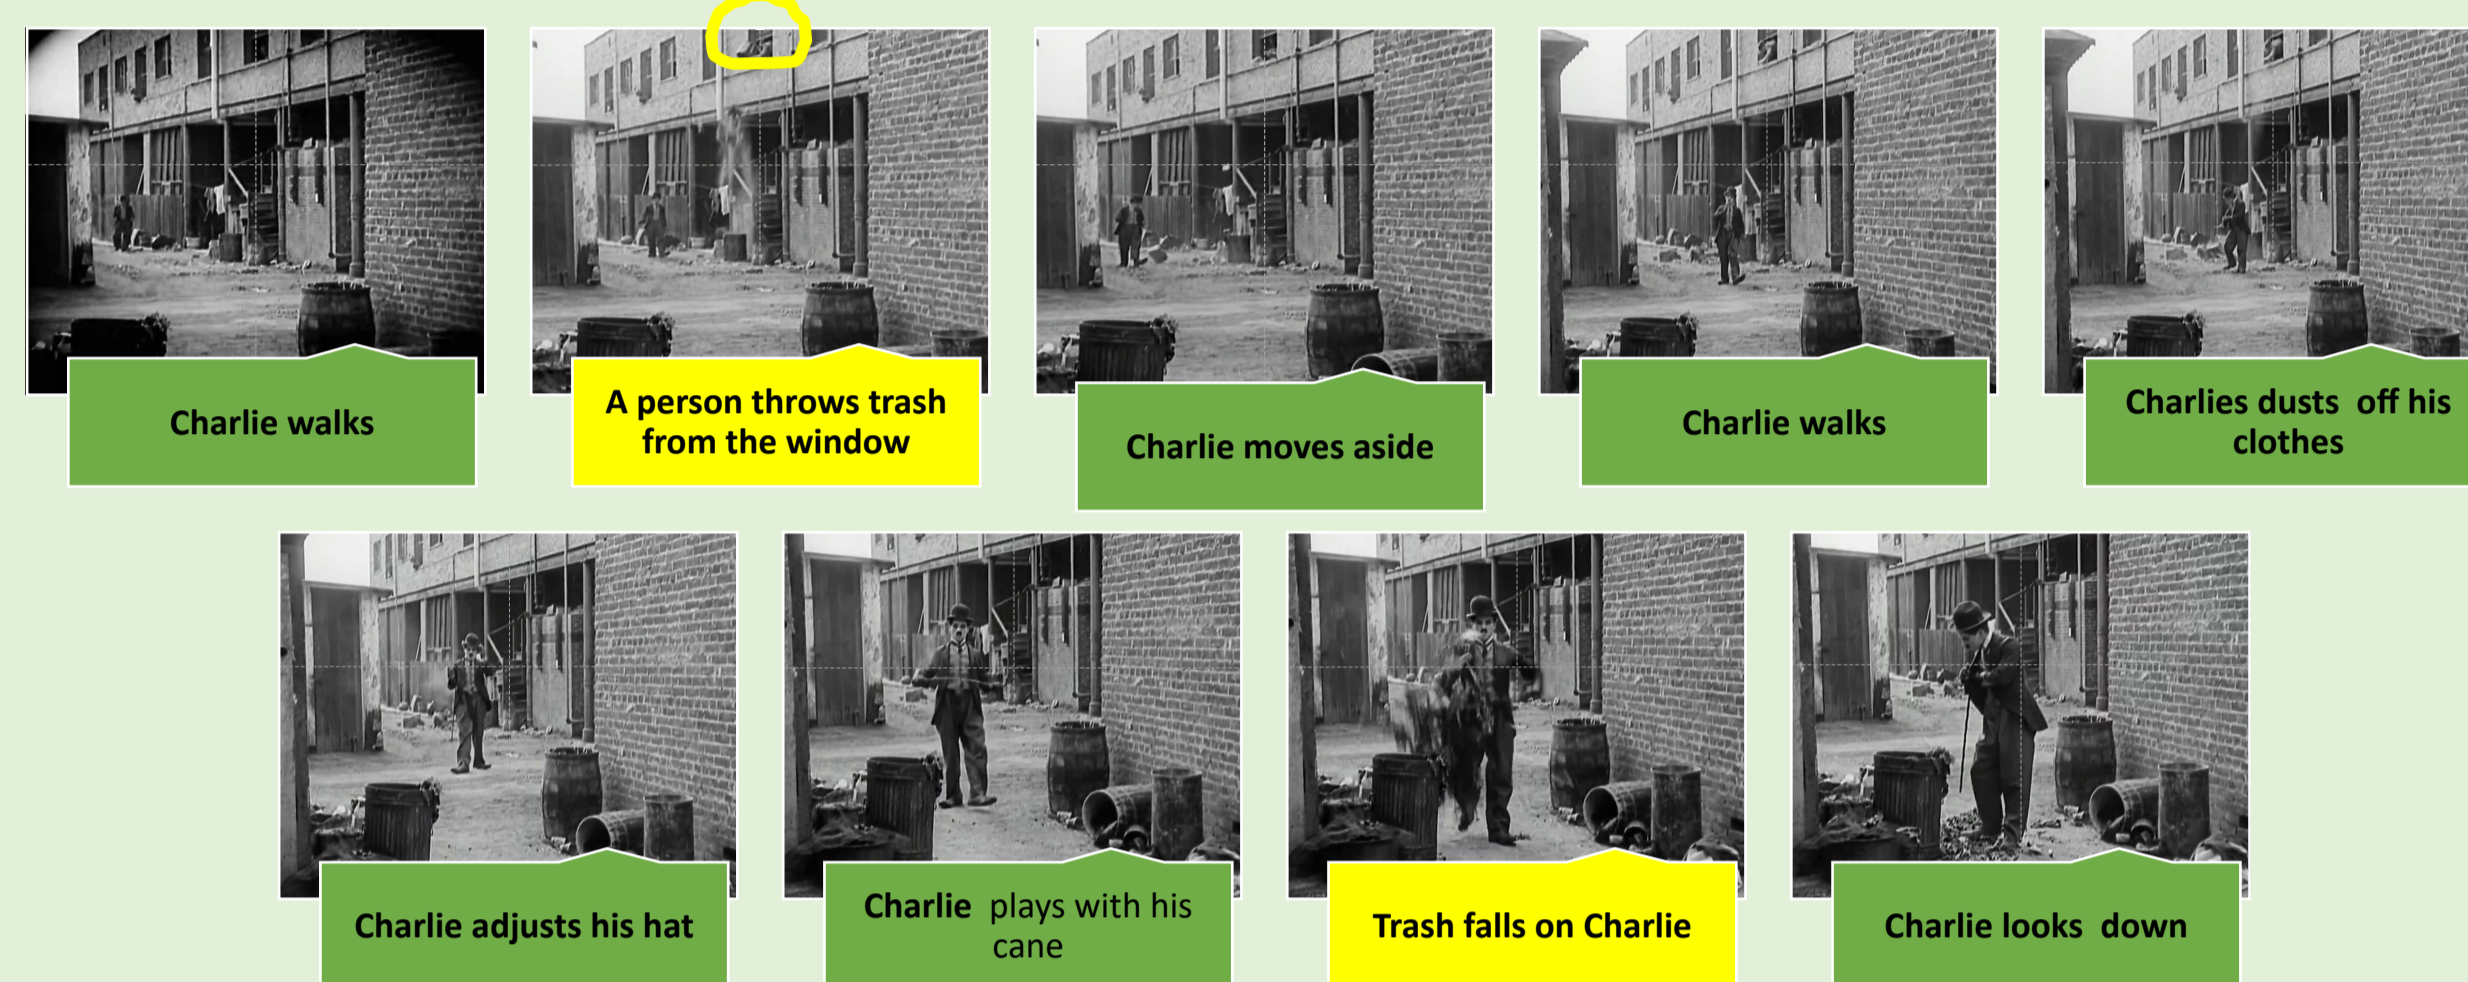 Charlie walks
A person throws trash
from the window
Charlie moves aside
Charlie walks
Charlies dusts  off his
clothes
Charlie adjusts his hat
Charlie  plays with his
cane
Trash falls on Charlie
Charlie looks  down